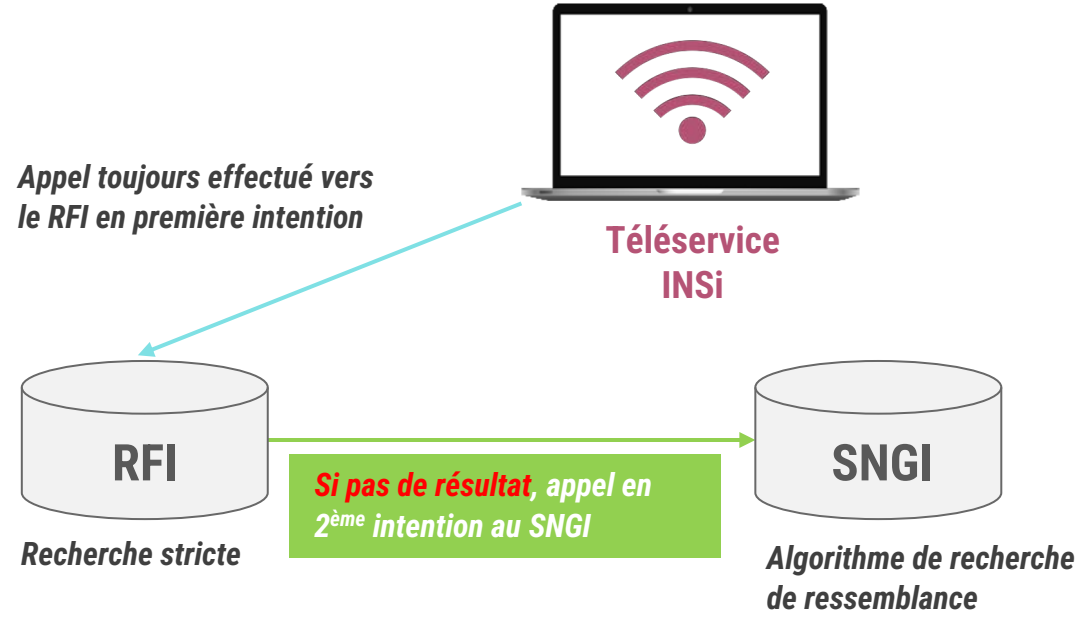 Appel toujours effectué vers
le RFI en première intention
Téléservice
INSi
RFI
SNGI
Si pas de résultat, appel en
2ème intention au SNGI
Recherche stricte
Algorithme de recherche
de ressemblance